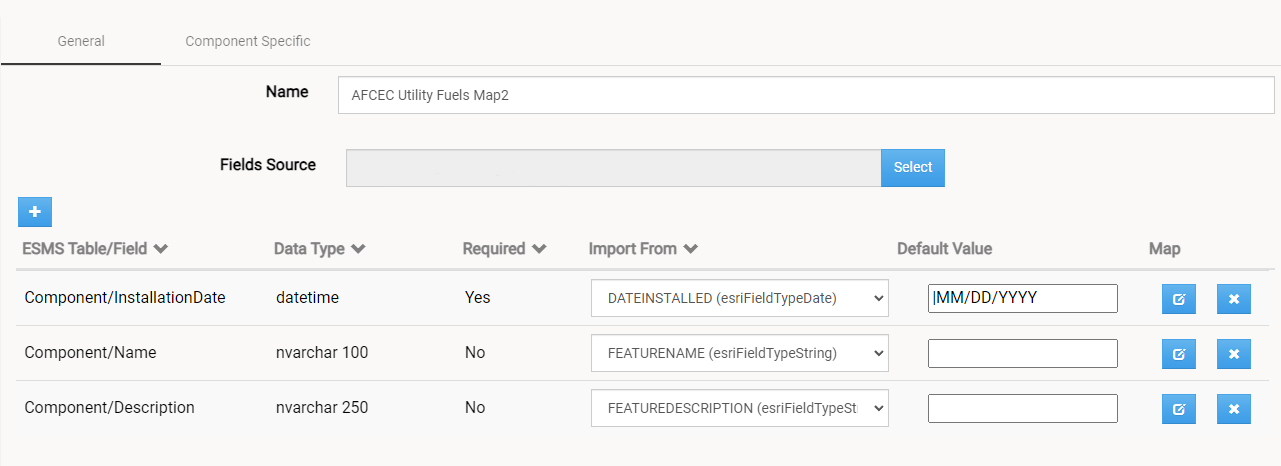 General Component Specific
Name AFCEC Utility Fuels Map2
Fields Source Select
ESMS Table/Field Data Type Required Import From Default Value Map
Component/InstallationDate datetime Yes DATEINSTALLED (esriFieldTypeDate) MM/DD/YYYY
Component/Name nvarchar 100 No FEATURENAME (esriFieldTypeString)
Component/Description nvarchar 250 No FEATUREDESCRIPTION (esriFieldTypeSt